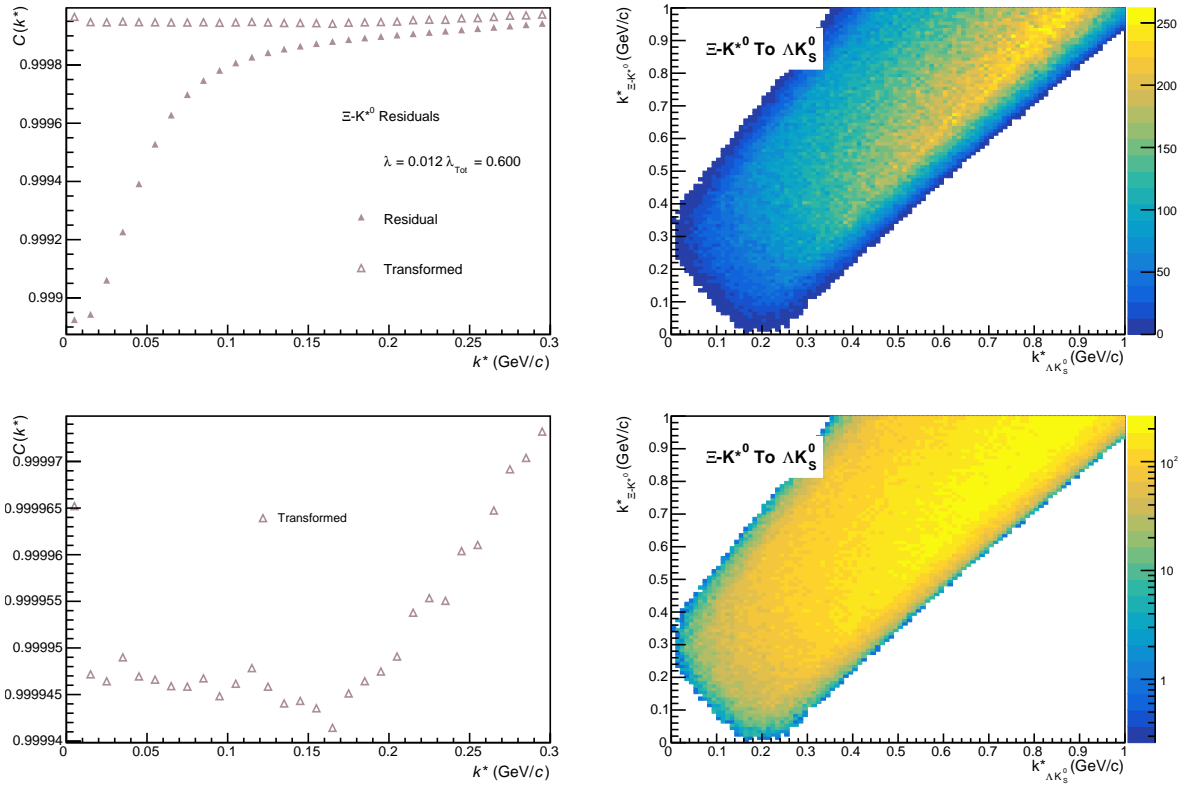 C(k*)
0.9998
0.9996
0.9994
0.9992
0.999
Ξ-K*0 Residuals
λ = 0.012 λTot = 0.600
Residual
Transformed
0 0.05 0.1 0.15 0.2 0.25 0.3
k* (GeV/c)
k*Ξ-K*0 (GeV/c)
Ξ-K*0 To ΛK0S
1
0.9
0.8
0.7
0.6
0.5
0.4
0.3
0.2
0.1
0
0 0.1 0.2 0.3 0.4 0.5 0.6 0.7 0.8 0.9 1
k*ΛK0S (GeV/c)
250
200
150
100
50
0
C(k*)
0.99997
0.999965
0.99996
0.999955
0.99995
0.999945
0.99994
Transformed
0 0.05 0.1 0.15 0.2 0.25 0.3
k* (GeV/c)
k*Ξ-K*0 (GeV/c)
Ξ-K*0 To ΛK0S
1
0.9
0.8
0.7
0.6
0.5
0.4
0.3
0.2
0.1
0
0 0.1 0.2 0.3 0.4 0.5 0.6 0.7 0.8 0.9 1
k*ΛK0S (GeV/c)
10²
10
1